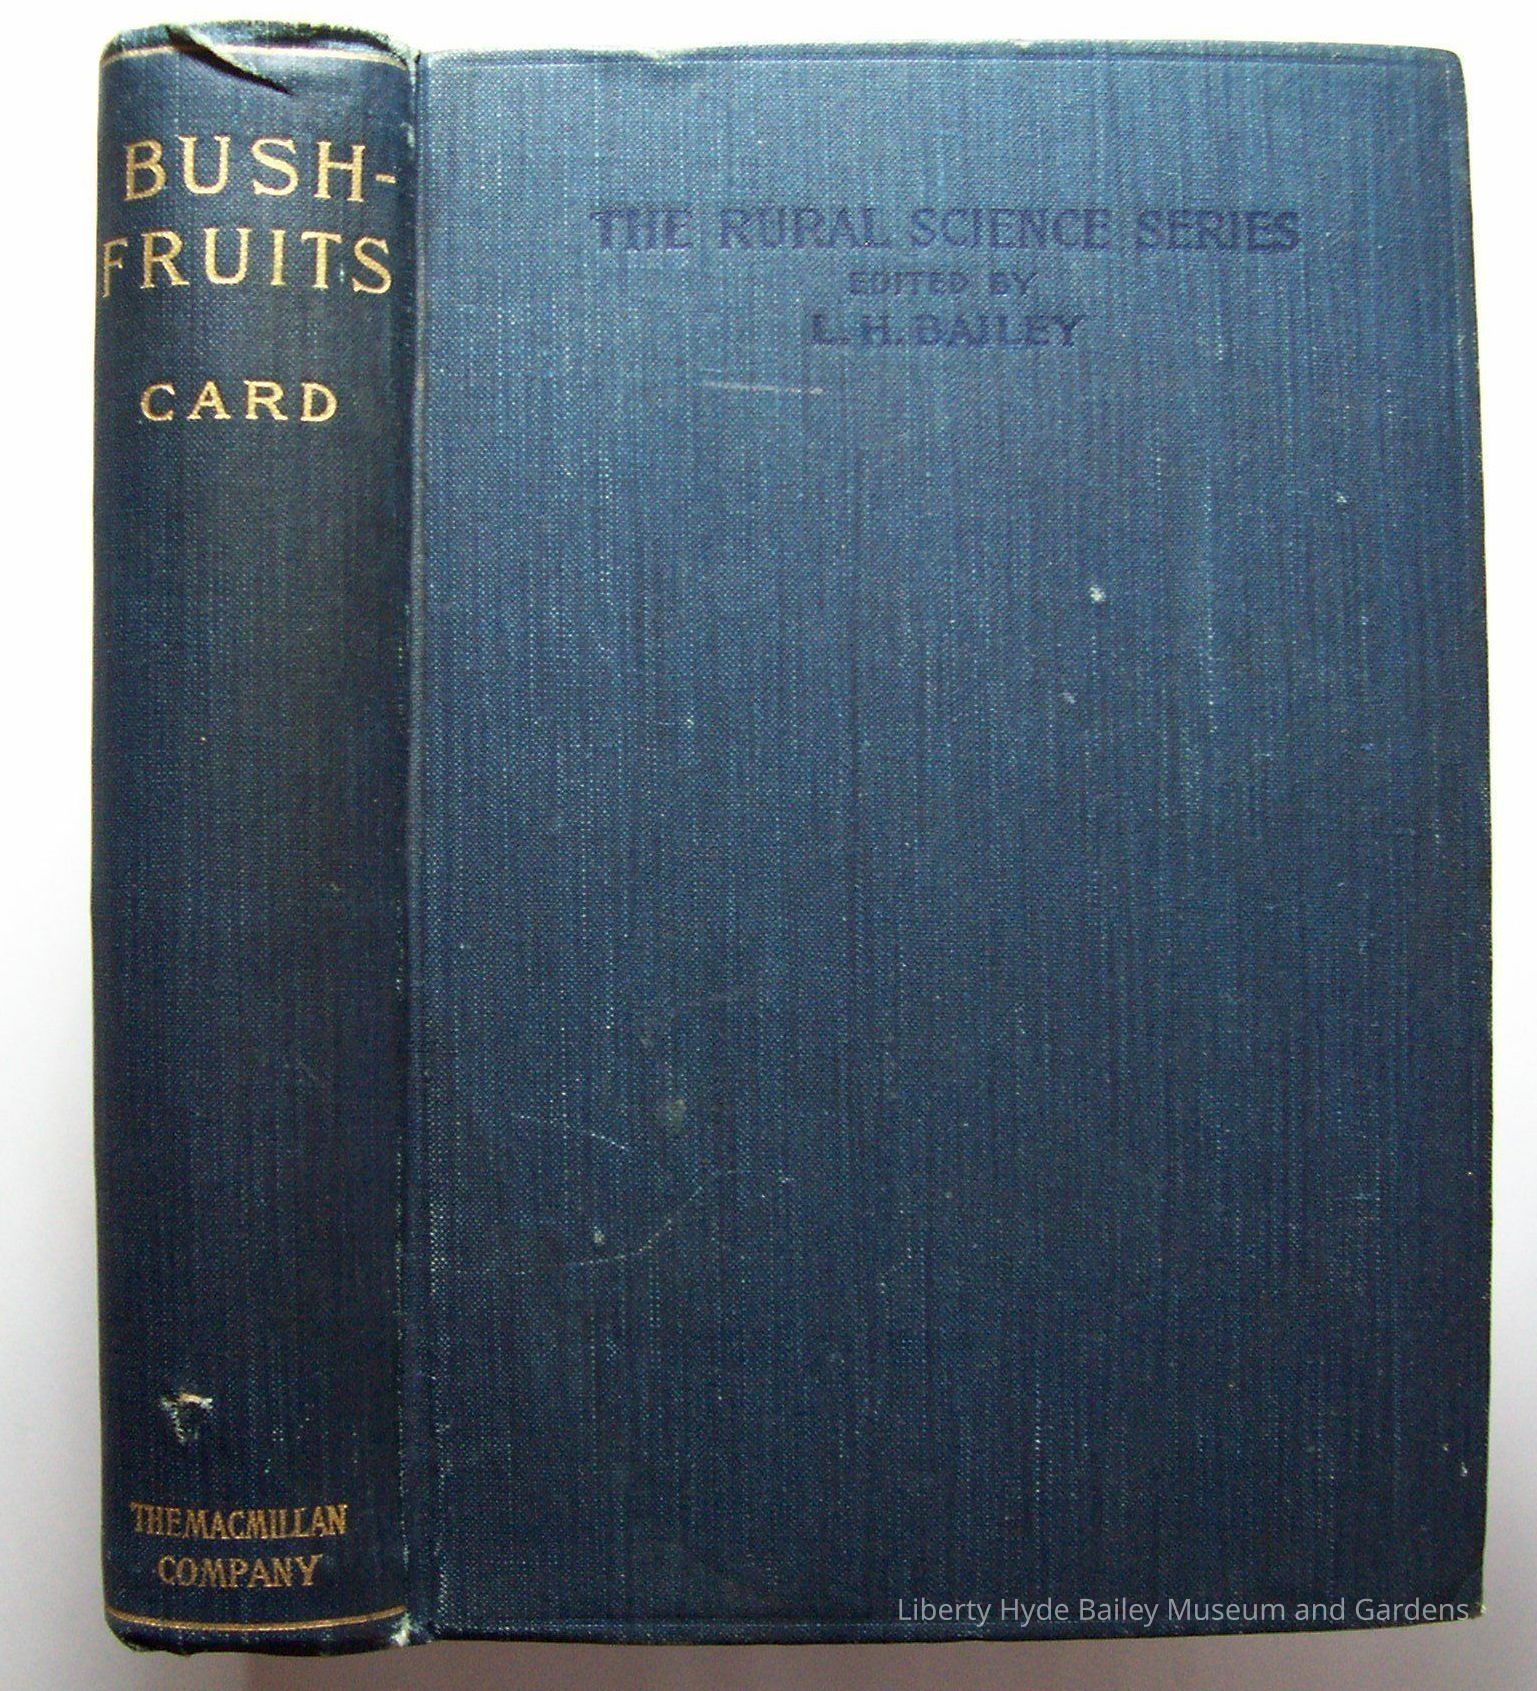 BUSH-
FRUITS
CARD
THE MACMILLAN
COMPANY
THE RURAL SCIENCE SERIES
EDITED BY
L. H. BAILEY
Liberty Hyde Bailey Museum and Gardens